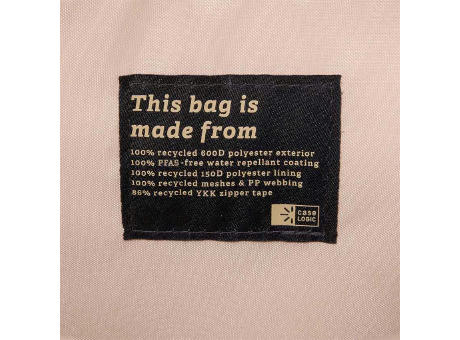 This bag is
made from
100% recycled 600D polyester exterior
100% PFAS-free water repellant coating
100% recycled 150D polyester lining
100% recycled meshes & PP webbing
86% recycled YKK zipper tape
case
LOGIC